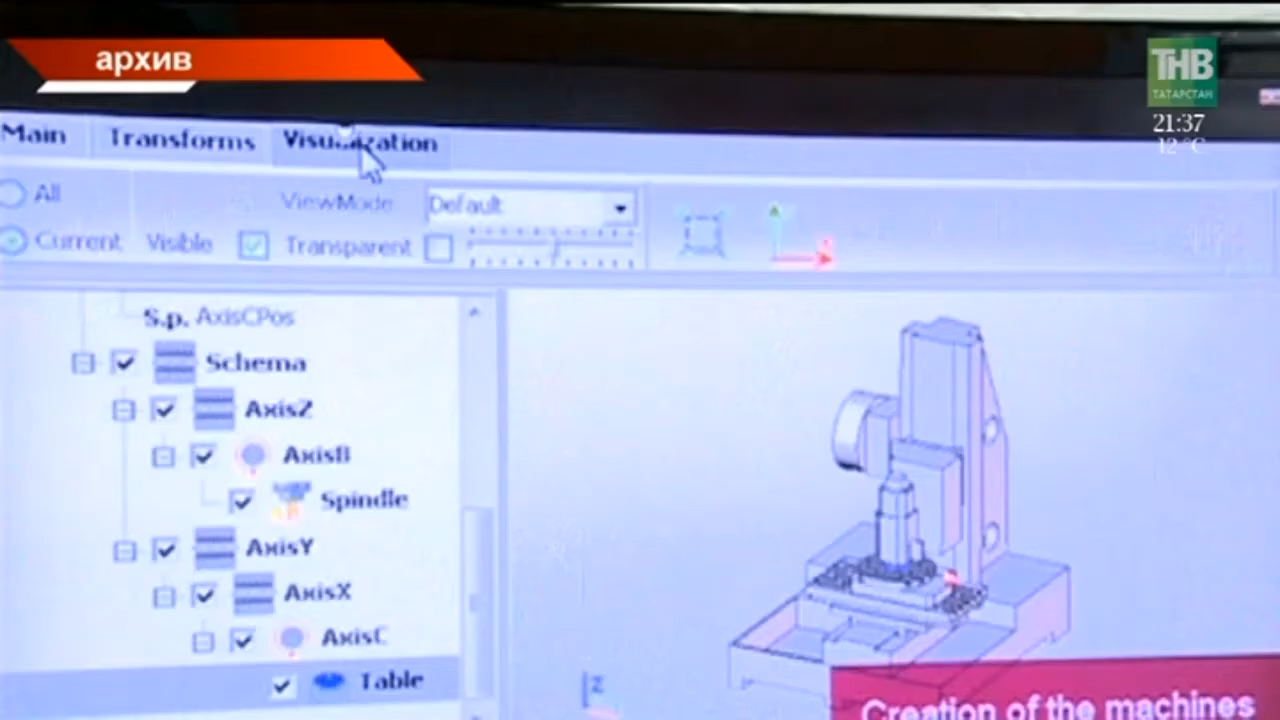 архив
ТНВ
ТАТАРСТАН
21:37
12 °C
Main Transforms Visualization
All ViewMode Default
Current Visible Transparent
S.p. AxisCPos
Schema
AxisZ
AxisB
Spindle
AxisY
AxisX
AxisC
Table
Z
Creation of the machines